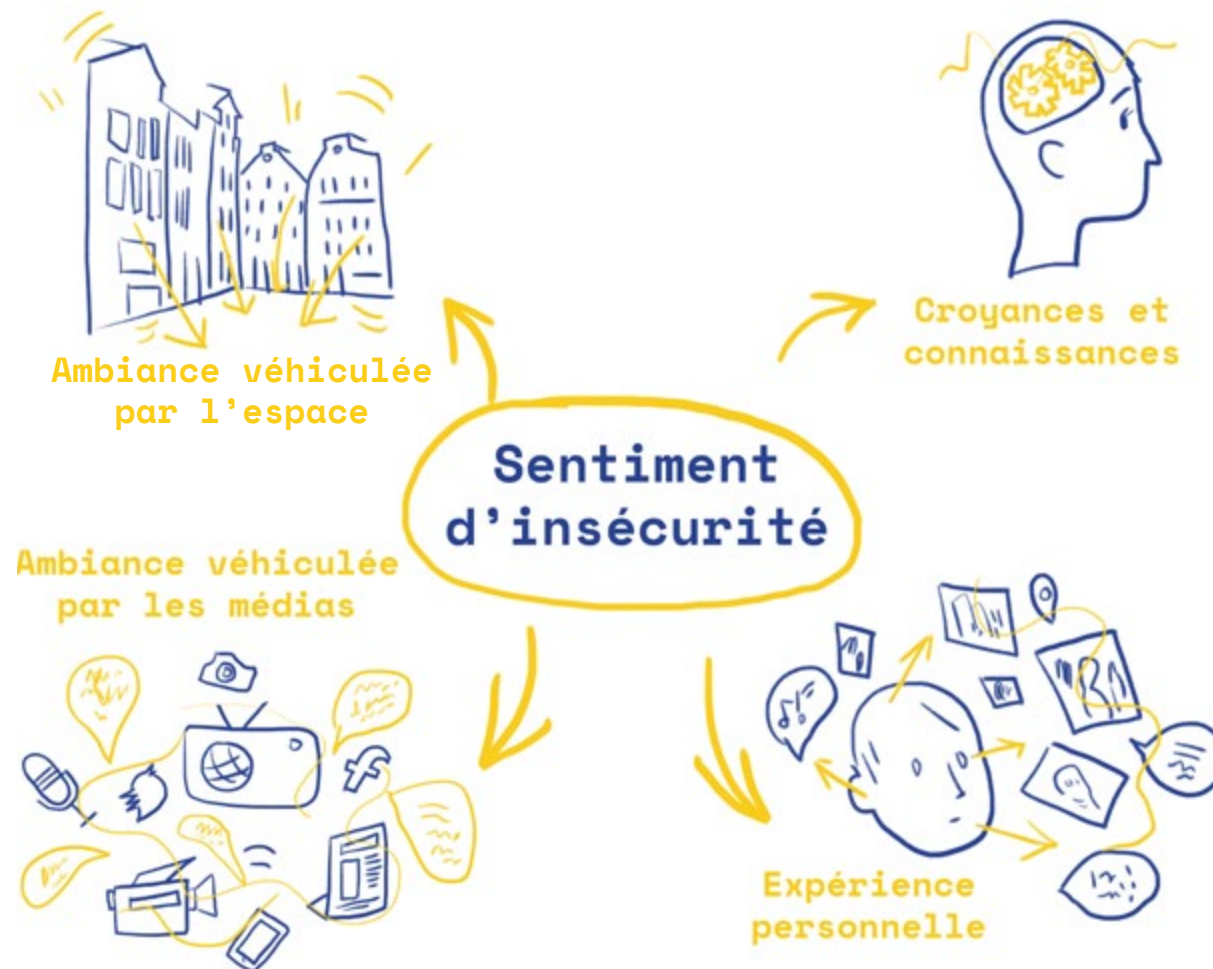 Ambiance véhiculée
par l'espace
Croyances et
connaissances
Sentiment
d'insécurité
Ambiance véhiculée
par les médias
Expérience
personnelle